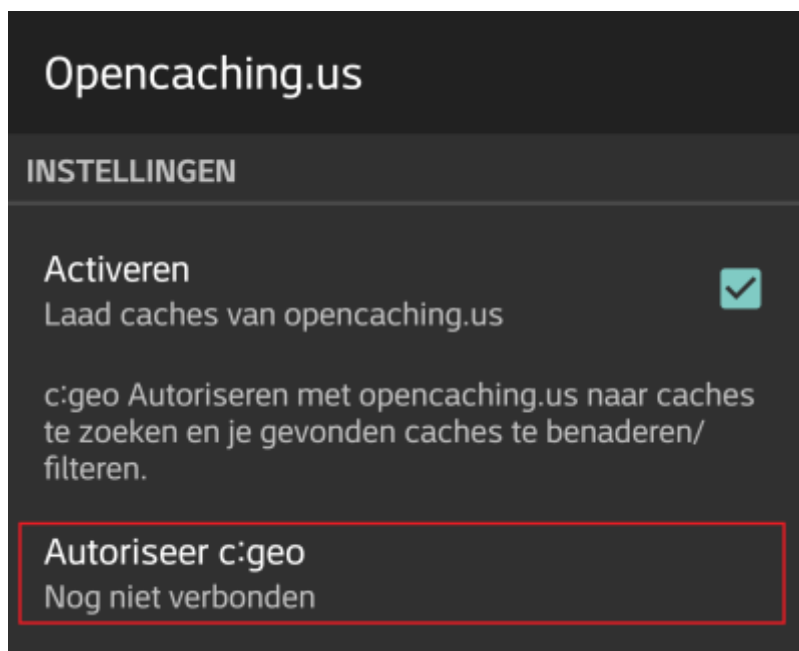 Opencaching.us
INSTELLINGEN
Activeren
Laad caches van opencaching.us
c:geo Autoriseren met opencaching.us naar caches
te zoeken en je gevonden caches te benaderen/
filteren.
Autoriseer c:geo
Nog niet verbonden